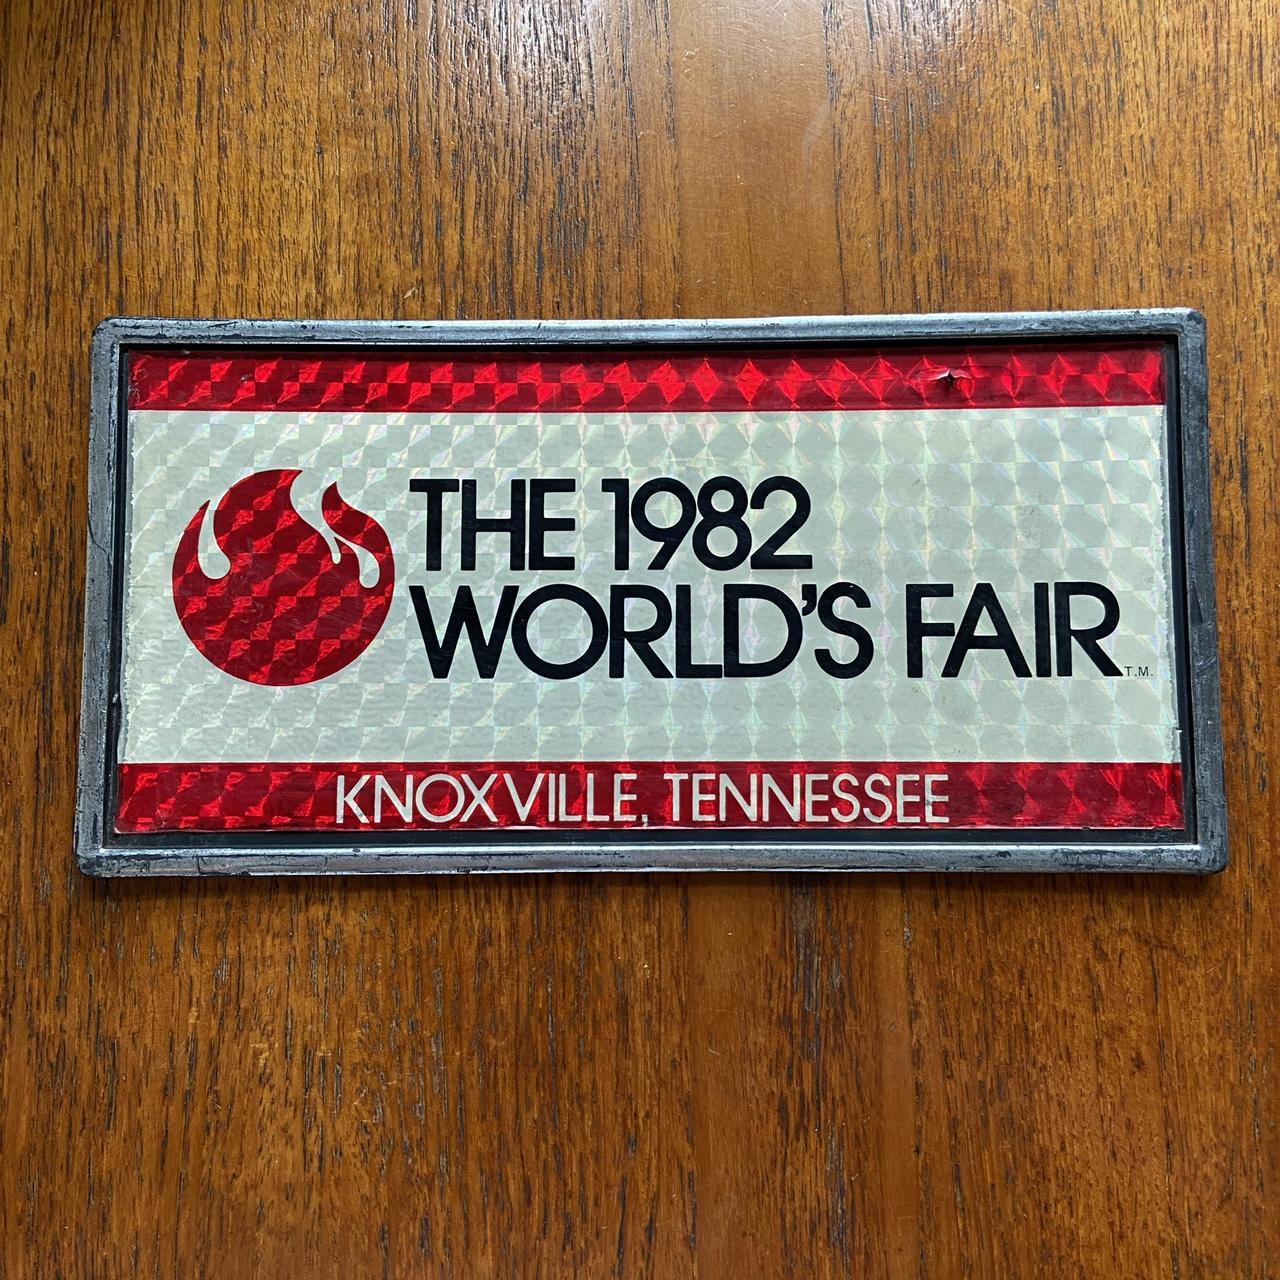 THE 1982
WORLD'S FAIR T.M.
KNOXVILLE, TENNESSEE